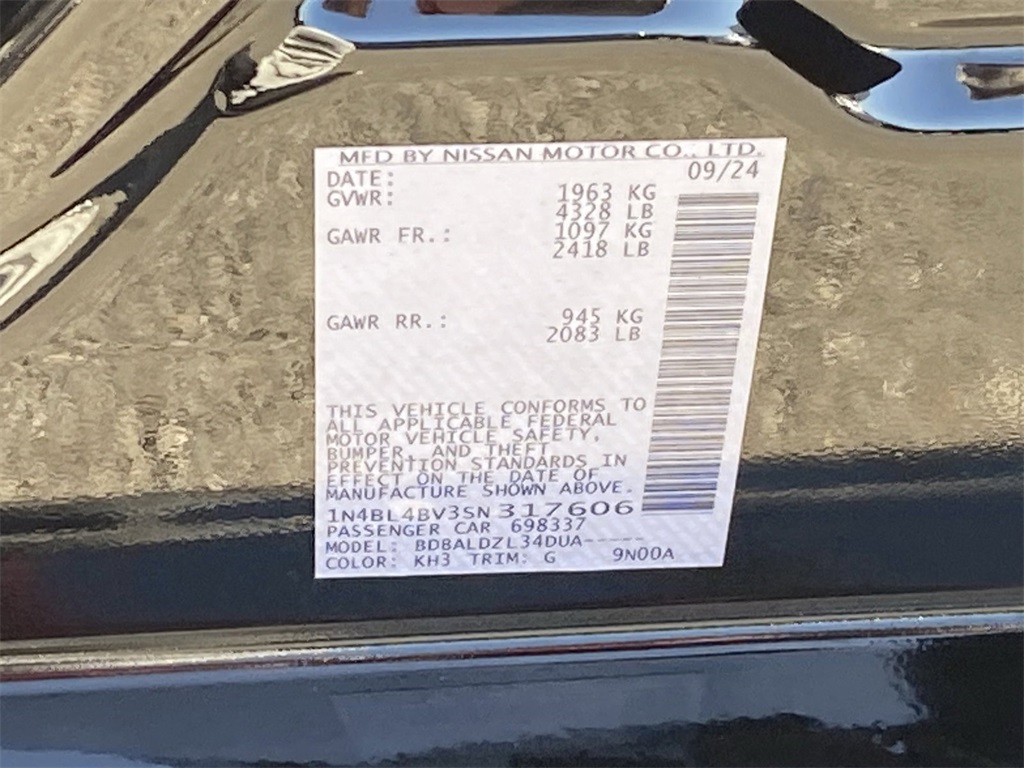 MFD BY NISSAN MOTOR CO., LTD.
DATE: 09/24
GVWR: 1963 KG
4328 LB
GAWR FR.: 1097 KG
2418 LB
GAWR RR.: 945 KG
2083 LB
THIS VEHICLE CONFORMS TO
ALL APPLICABLE FEDERAL
MOTOR VEHICLE SAFETY,
BUMPER, AND THEFT
PREVENTION STANDARDS IN
EFFECT ON THE DATE OF
MANUFACTURE SHOWN ABOVE.
1N4BL4BV3SN317606
PASSENGER CAR 698337
MODEL: BDBALDZL34DUA-----
COLOR: KH3 TRIM: G 9N00A